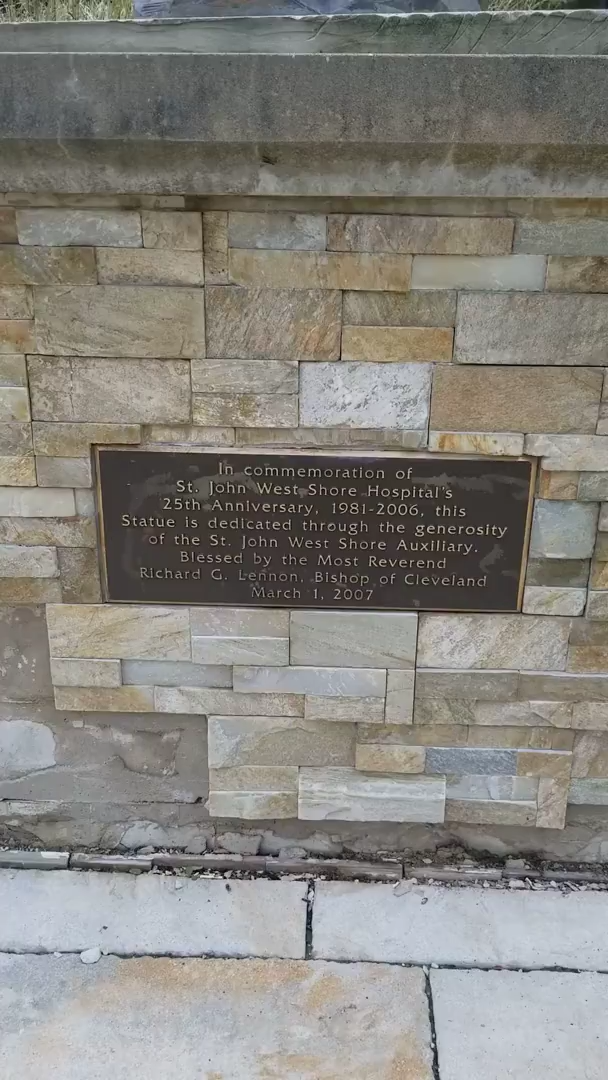 In commemoration of
St. John West Shore Hospital's
25th Anniversary, 1981-2006, this
Statue is dedicated through the generosity
of the St. John West Shore Auxiliary.
Blessed by the Most Reverend
Richard G. Lennon, Bishop of Cleveland
March 1, 2007